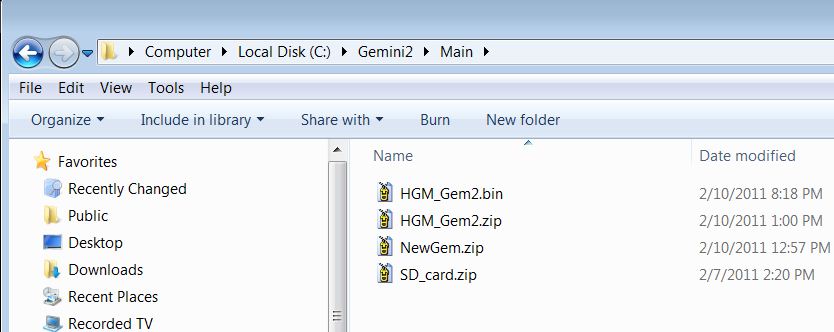 Computer Local Disk (C:) Gemini2 Main
File Edit View Tools Help
Organize Include in library Share with Burn New folder
Favorites
Recently Changed
Public
Desktop
Downloads
Recent Places
Recorded TV
Name Date modified
HGM_Gem2.bin 2/10/2011 8:18 PM
HGM_Gem2.zip 2/10/2011 1:00 PM
NewGem.zip 2/10/2011 12:57 PM
SD_card.zip 2/7/2011 2:20 PM